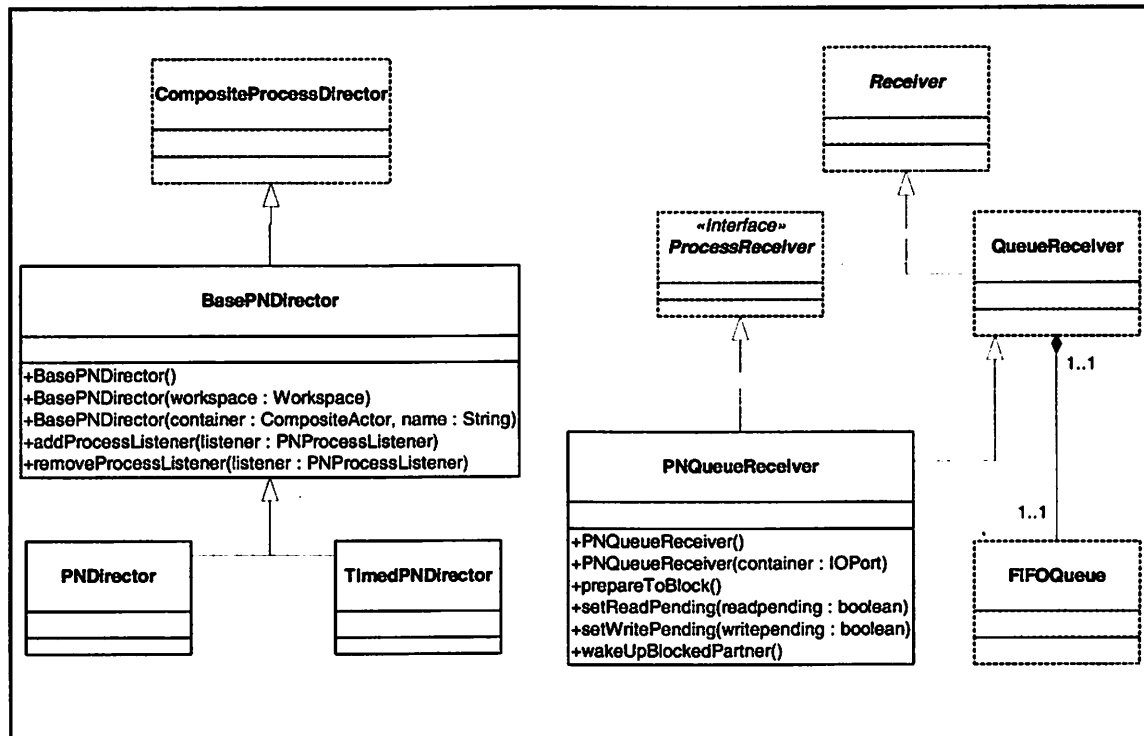 CompositeProcessDirector
BasePNDirector
+BasePNDirector()
+BasePNDirector(workspace : Workspace)
+BasePNDirector(container : CompositeActor, name : String)
+addProcessListener(listener : PNProcessListener)
+removeProcessListener(listener : PNProcessListener)
PNDirector
TimedPNDirector
Receiver
«Interface»
ProcessReceiver
QueueReceiver
1..1
PNQueueReceiver
+PNQueueReceiver()
+PNQueueReceiver(container : IOPort)
+prepareToBlock()
+setReadPending(readpending : boolean)
+setWritePending(writepending : boolean)
+wakeUpBlockedPartner()
1..1
FIFOQueue